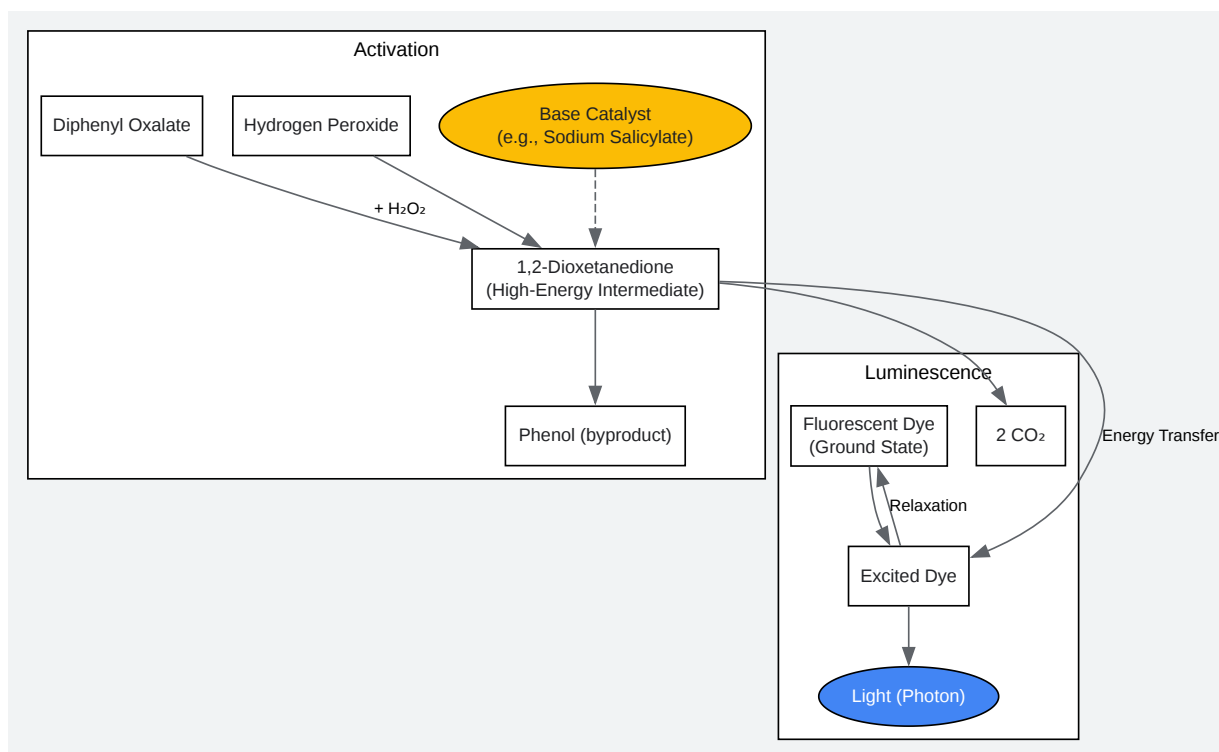 Activation
Diphenyl Oxalate
Hydrogen Peroxide
Base Catalyst
(e.g., Sodium Salicylate)
+ H₂O₂
1,2-Dioxetanedione
(High-Energy Intermediate)
Phenol (byproduct)
Luminescence
Fluorescent Dye
(Ground State)
2 CO₂
Energy Transfer
Relaxation
Excited Dye
Light (Photon)